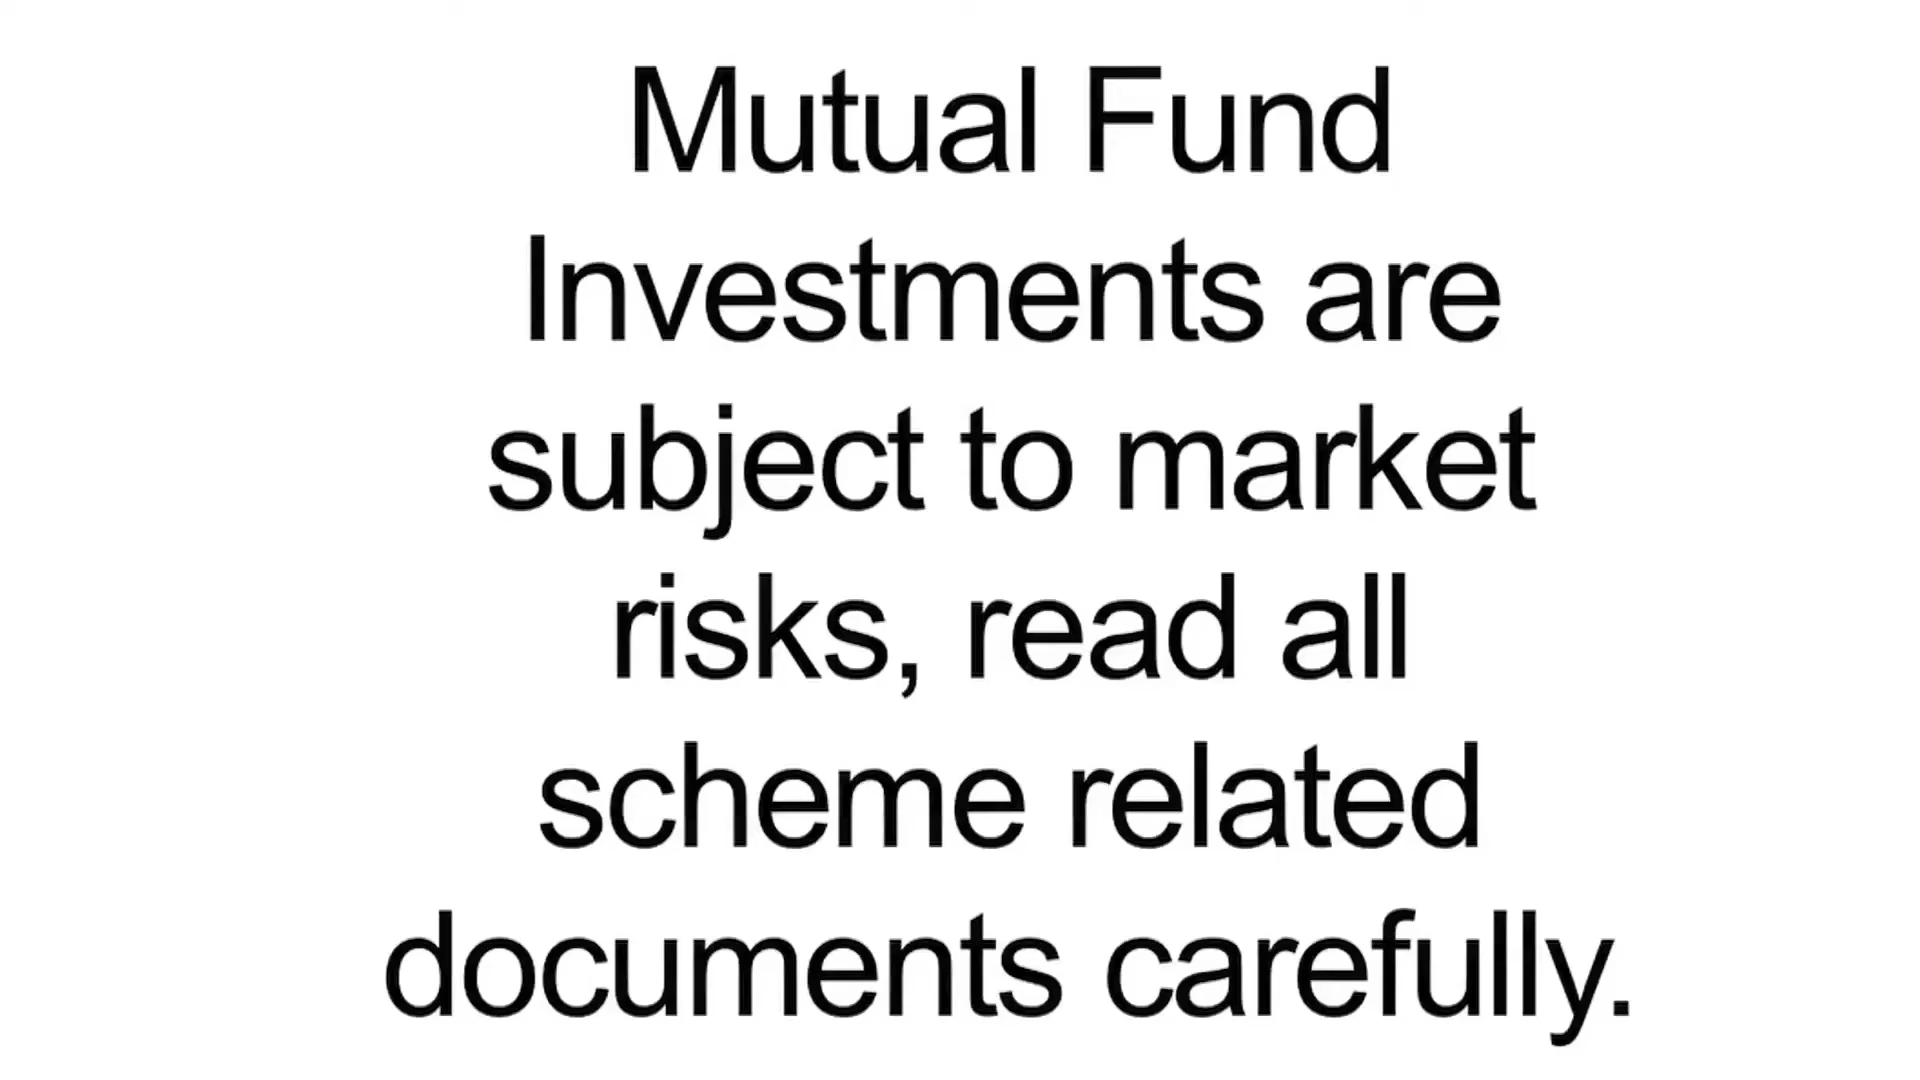 Mutual Fund
Investments are
subject to market
risks, read all
scheme related
documents carefully.